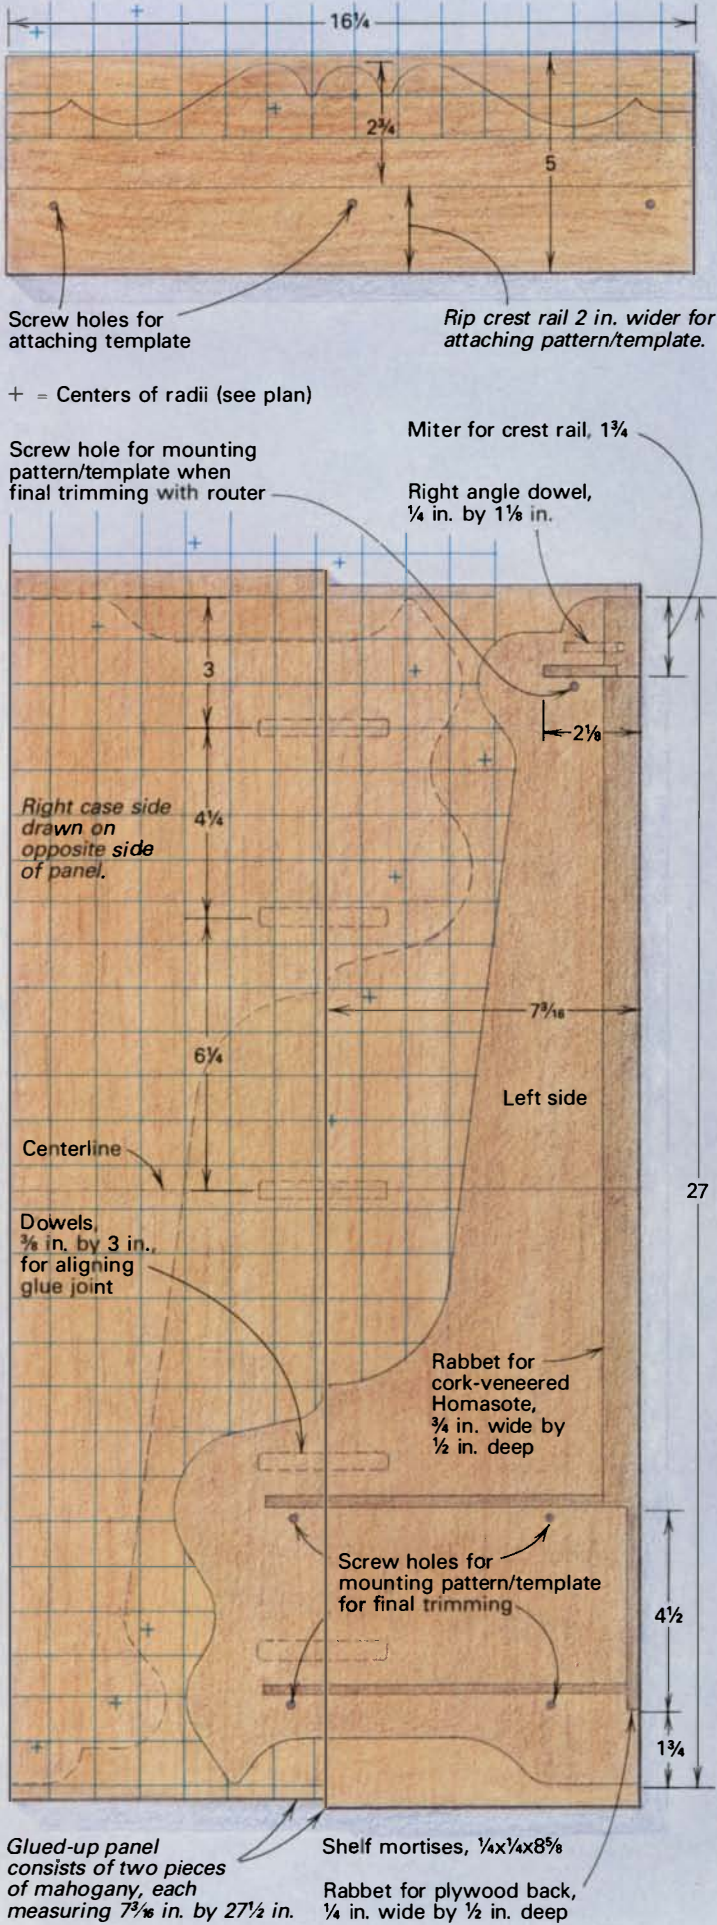 16¼
2¾
5
Screw holes for
attaching template
Rip crest rail 2 in. wider for
attaching pattern/template.
+ = Centers of radii (see plan)
Miter for crest rail, 1¾
Screw hole for mounting
pattern/template when
final trimming with router
Right angle dowel,
¼ in. by 1⅛ in.
3
2⅛
Right case side
drawn on
opposite side
of panel.
4¼
7³⁄₁₆
6¼
Left side
Centerline
27
Dowels,
⅜ in. by 3 in.,
for aligning
glue joint
Rabbet for
cork-veneered
Homasote,
¾ in. wide by
½ in. deep
Screw holes for
mounting pattern/template
for final trimming
4½
1¾
Glued-up panel
consists of two pieces
of mahogany, each
measuring 7³⁄₁₆ in. by 27½ in.
Shelf mortises, ¼x¼x8⅝
Rabbet for plywood back,
¼ in. wide by ½ in. deep